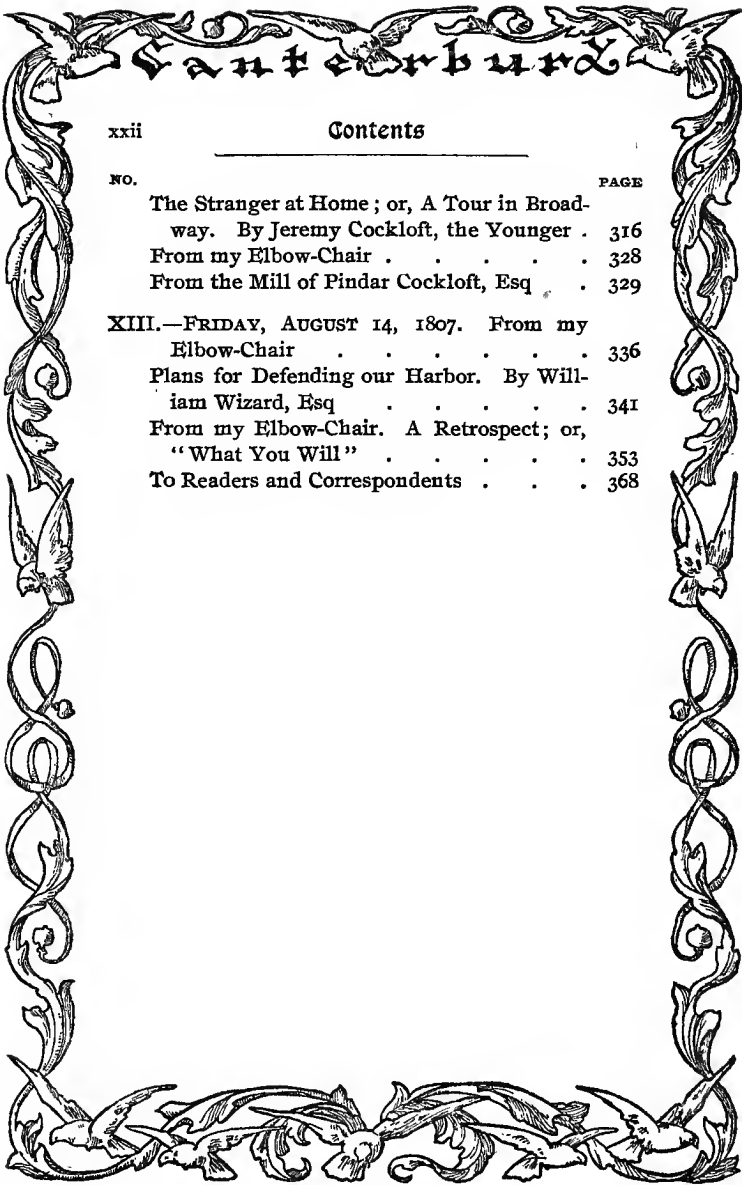 Canterbury
xxii Contents
NO. PAGE
The Stranger at Home; or, A Tour in Broad-
way. By Jeremy Cockloft, the Younger . 316
From my Elbow-Chair . . . . . 328
From the Mill of Pindar Cockloft, Esq . . 329
XIII.—FRIDAY, AUGUST 14, 1807. From my
Elbow-Chair . . . . . . 336
Plans for Defending our Harbor. By Will-
iam Wizard, Esq . . . . . 341
From my Elbow-Chair. A Retrospect; or,
"What You Will" . . . . . 353
To Readers and Correspondents . . . 368